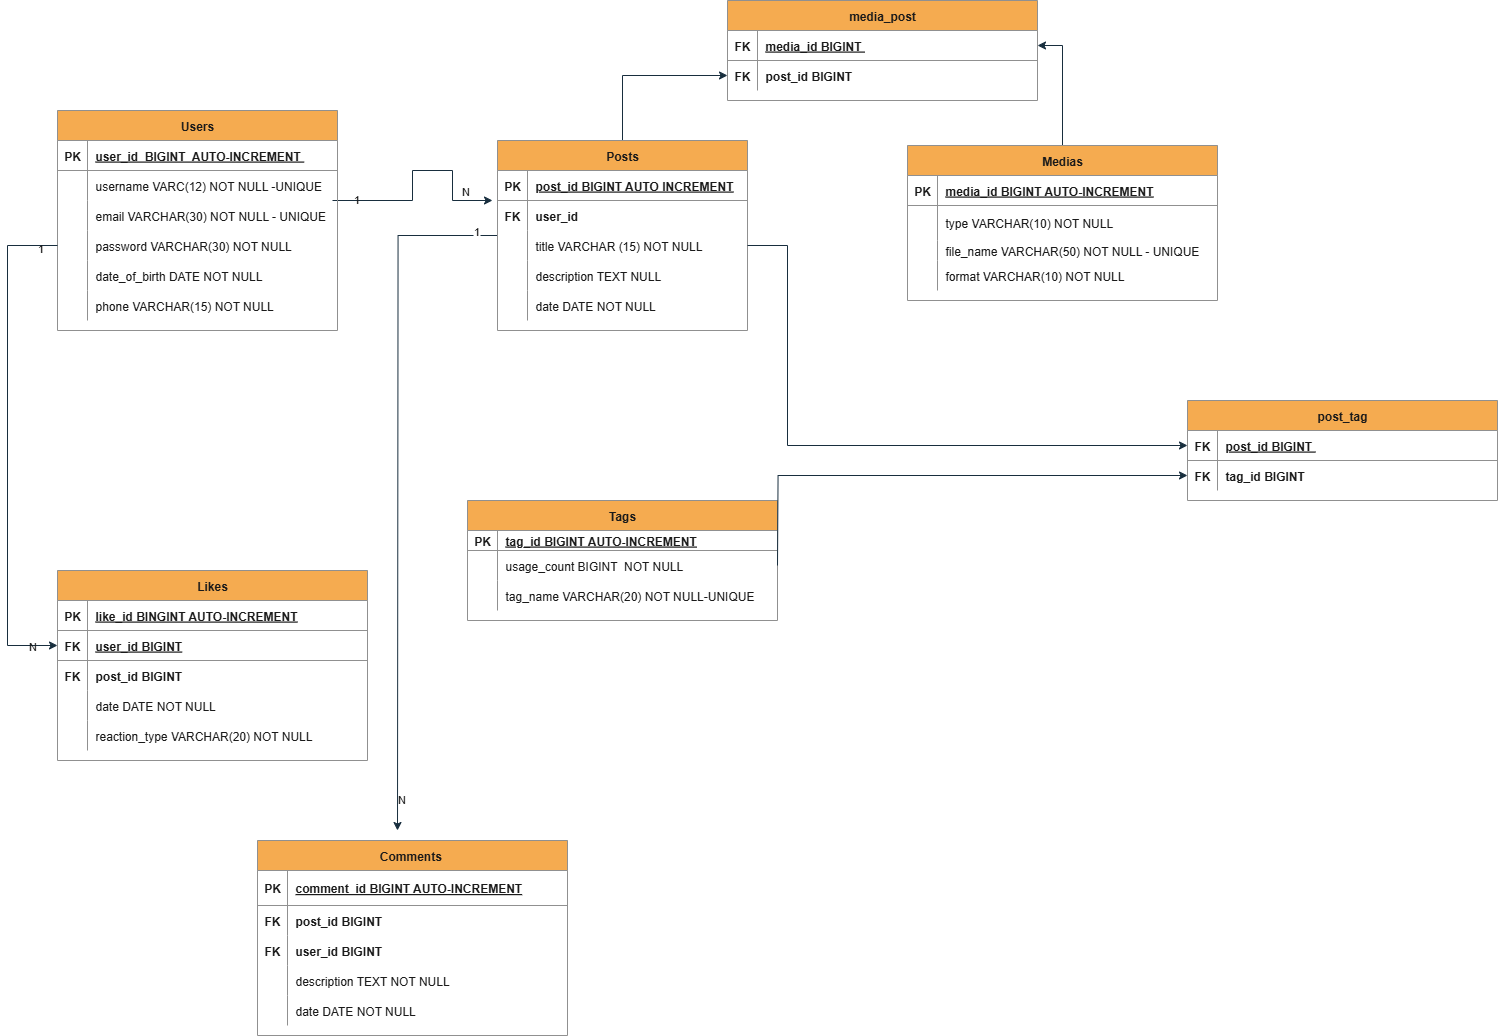 media_post
FK media_id BIGINT
FK post_id BIGINT
Users
PK user_id BIGINT AUTO-INCREMENT
username VARC(12) NOT NULL -UNIQUE
email VARCHAR(30) NOT NULL - UNIQUE
password VARCHAR(30) NOT NULL
date_of_birth DATE NOT NULL
phone VARCHAR(15) NOT NULL
1
N
1
1
Posts
PK post_id BIGINT AUTO INCREMENT
FK user_id
title VARCHAR (15) NOT NULL
description TEXT NULL
date DATE NOT NULL
Medias
PK media_id BIGINT AUTO-INCREMENT
type VARCHAR(10) NOT NULL
file_name VARCHAR(50) NOT NULL - UNIQUE
format VARCHAR(10) NOT NULL
post_tag
FK post_id BIGINT
FK tag_id BIGINT
Tags
PK tag_id BIGINT AUTO-INCREMENT
usage_count BIGINT NOT NULL
tag_name VARCHAR(20) NOT NULL-UNIQUE
Likes
PK like_id BINGINT AUTO-INCREMENT
FK user_id BIGINT
FK post_id BIGINT
date DATE NOT NULL
reaction_type VARCHAR(20) NOT NULL
N
N
Comments
PK comment_id BIGINT AUTO-INCREMENT
FK post_id BIGINT
FK user_id BIGINT
description TEXT NOT NULL
date DATE NOT NULL